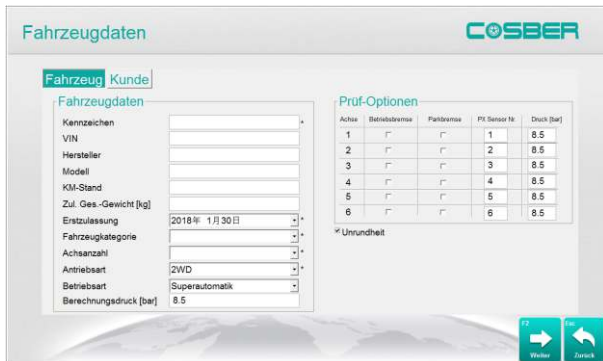 Fahrzeugdaten
COSBER
Fahrzeug Kunde
Fahrzeugdaten
Kennzeichen *
VIN
Hersteller
Modell
KM-Stand
Zul. Ges.-Gewicht [kg]
Erstzulassung 2018年 1月30日 *
Fahrzeugkategorie *
Achsanzahl *
Antriebsart 2WD *
Betriebsart Superautomatik
Berechnungsdruck [bar] 8.5
Prüf-Optionen
Achse Betriebsbremse Parkbremse PX Sensor Nr. Druck [bar]
1 1 8.5
2 2 8.5
3 3 8.5
4 4 8.5
5 5 8.5
6 6 8.5
Unrundheit
F2 Weiter
Esc Zurück